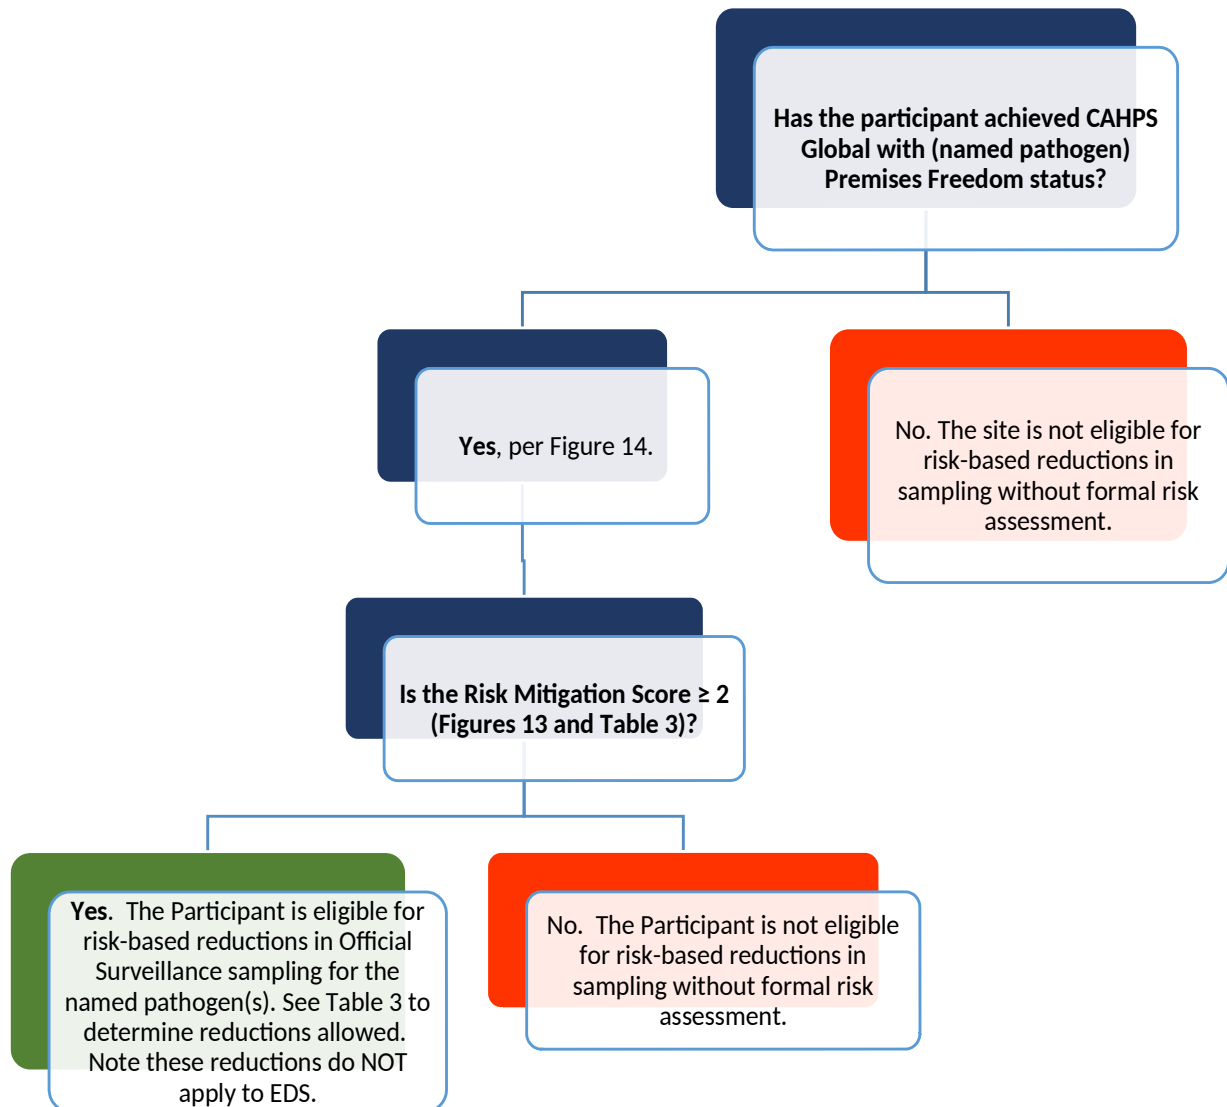 Has the participant achieved CAHPS
Global with (named pathogen)
Premises Freedom status?
Yes, per Figure 14.
No. The site is not eligible for
risk-based reductions in
sampling without formal risk
assessment.
Is the Risk Mitigation Score ≥ 2
(Figures 13 and Table 3)?
Yes.  The Participant is eligible for
risk-based reductions in Official
Surveillance sampling for the
named pathogen(s). See Table 3 to
determine reductions allowed.
Note these reductions do NOT
apply to EDS.
No.  The Participant is not eligible
for risk-based reductions in
sampling without formal risk
assessment.